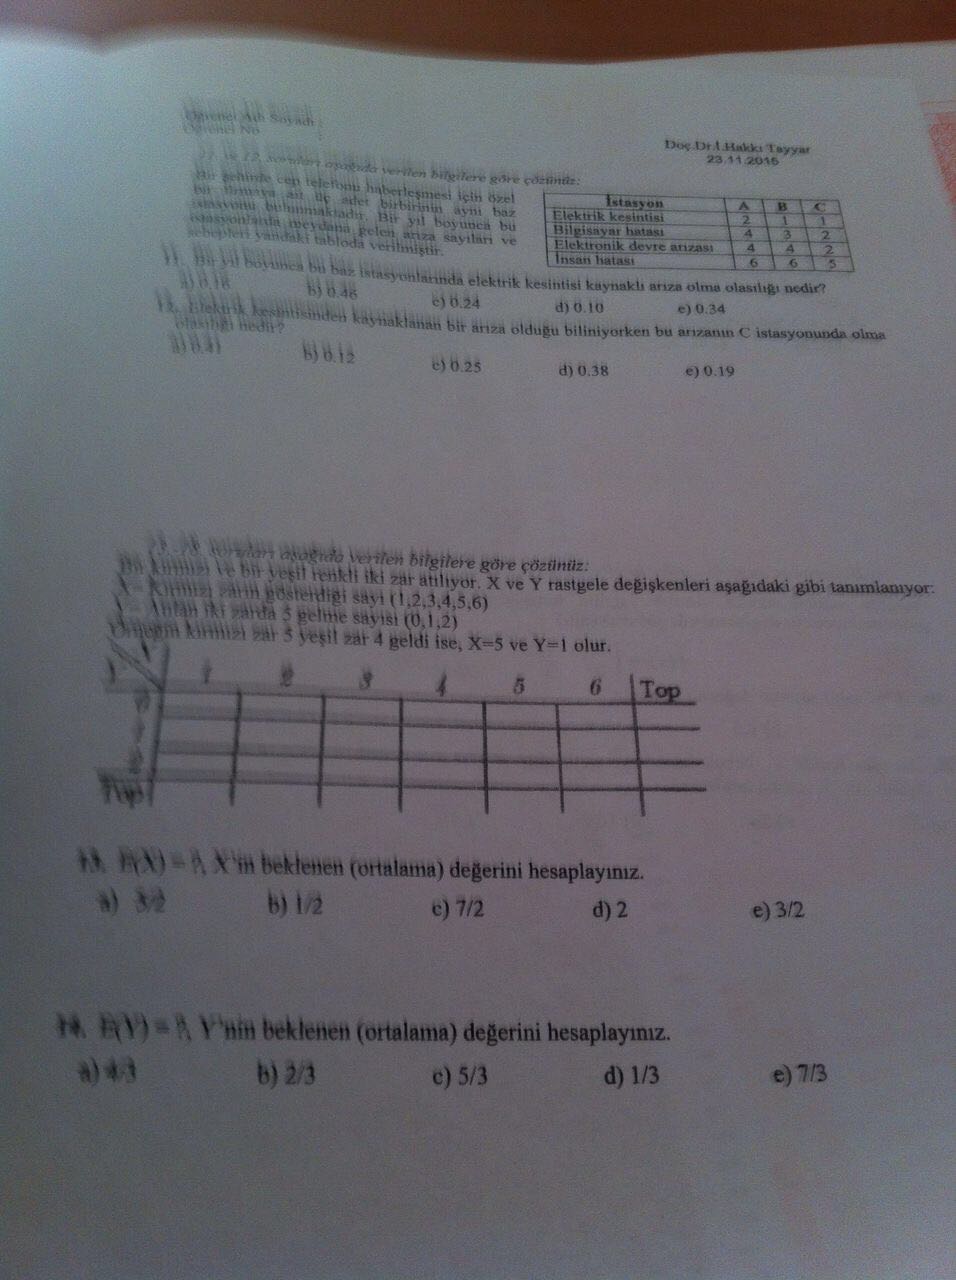 Öğrenci Adı Soyadı :
Öğrenci No :
Doç.Dr.İ.Hakkı Tayyar
23.11.2015
11. ve 12. soruları aşağıda verilen bilgilere göre çözünüz:
Bir şehirde cep telefonu haberleşmesi için özel
bir firmaya ait üç adet birbirinin aynı baz
istasyonu bulunmaktadır. Bir yıl boyunca bu
istasyonlarda meydana gelen arıza sayıları ve
sebepleri yandaki tabloda verilmiştir.
İstasyon A B C
Elektrik kesintisi 2 1 1
Bilgisayar hatası 4 3 2
Elektronik devre arızası 4 4 2
İnsan hatası 6 6 5
11. Bir yıl boyunca bu baz istasyonlarında elektrik kesintisi kaynaklı arıza olma olasılığı nedir?
b) 0.46 c) 0.24 d) 0.10 e) 0.34
12. Elektrik kesintisinden kaynaklanan bir arıza olduğu biliniyorken bu arızanın C istasyonunda olma
olasılığı nedir?
a) 0.41 b) 0.12 c) 0.25 d) 0.38 e) 0.19
soruları aşağıda verilen bilgilere göre çözünüz:
Bir kırmızı ve bir yeşil renkli iki zar atılıyor. X ve Y rastgele değişkenleri aşağıdaki gibi tanımlanıyor:
X= Kırmızı zarın gösterdiği sayı (1,2,3,4,5,6)
Y= Atılan iki zarda 5 gelme sayısı (0,1,2)
Örneğin kırmızı zar 5 yeşil zar 4 geldi ise, X=5 ve Y=1 olur.
1 2 3 4 5 6 Top
0
Top
13. E(X) = ?, X'in beklenen (ortalama) değerini hesaplayınız.
a) 3/2 b) 1/2 c) 7/2 d) 2 e) 3/2
14. E(Y) = ?, Y'nin beklenen (ortalama) değerini hesaplayınız.
a) 4/3 b) 2/3 c) 5/3 d) 1/3 e) 7/3